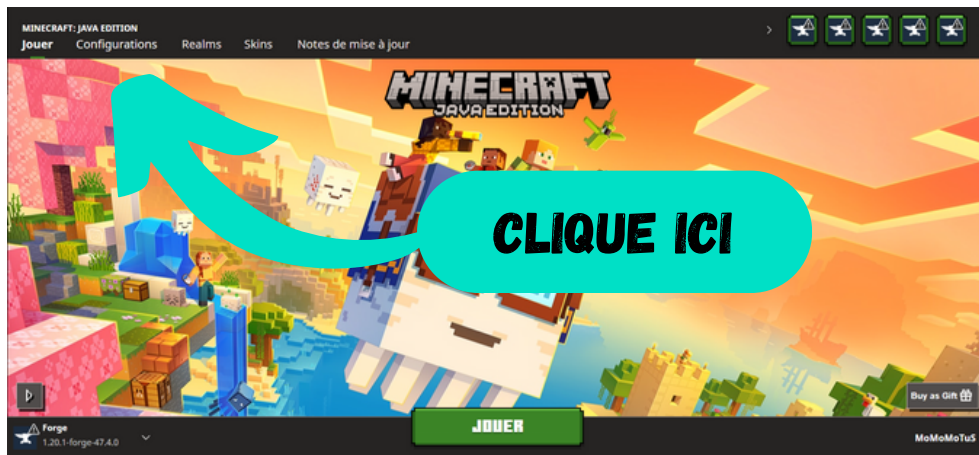 MINECRAFT: JAVA EDITION
Jouer Configurations Realms Skins Notes de mise à jour
MINECRAFT
JAVA EDITION
CLIQUE ICI
Buy as Gift
Forge
1.20.1-forge-47.4.0
JOUER
MoMoMoTuS